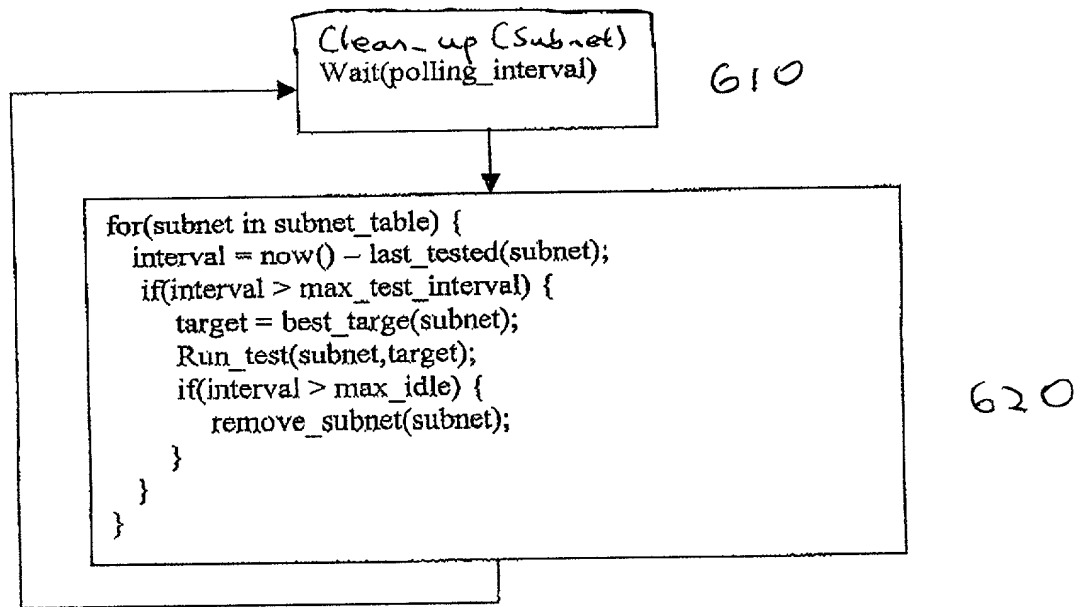 Clean_up (Subnet)
Wait(polling_interval)
610
for(subnet in subnet_table) {
interval = now() – last_tested(subnet);
if(interval > max_test_interval) {
target = best_targe(subnet);
Run_test(subnet,target);
if(interval > max_idle) {
remove_subnet(subnet);
}
}
}
620